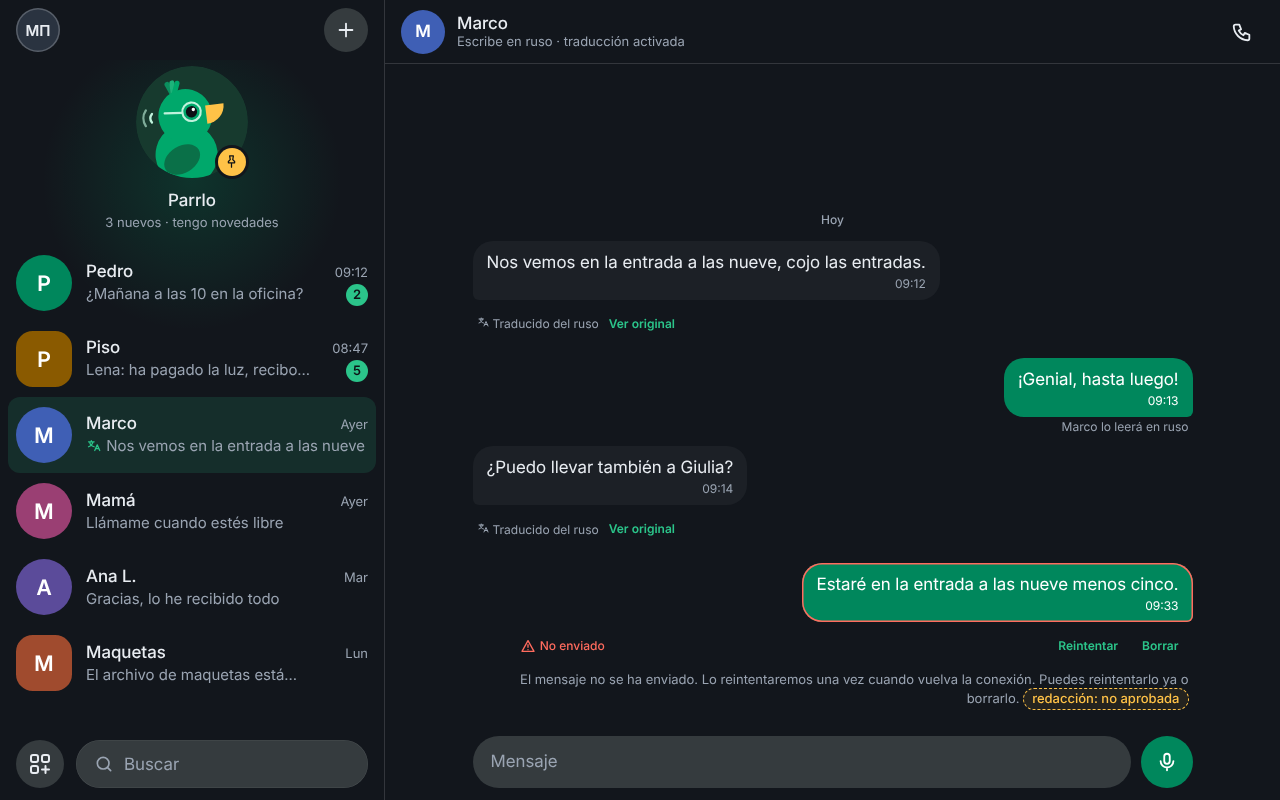 МП
Parrlo
3 nuevos · tengo novedades
P
Pedro
09:12
¿Mañana a las 10 en la oficina?
2
P
Piso
08:47
Lena: ha pagado la luz, recibo...
5
M
Marco
Ayer
Nos vemos en la entrada a las nueve
M
Mamá
Ayer
Llámame cuando estés libre
A
Ana L.
Mar
Gracias, lo he recibido todo
M
Maquetas
Lun
El archivo de maquetas está...
Buscar
M
Marco
Escribe en ruso · traducción activada
Hoy
Nos vemos en la entrada a las nueve, cojo las entradas.
09:12
Traducido del ruso Ver original
¡Genial, hasta luego!
09:13
Marco lo leerá en ruso
¿Puedo llevar también a Giulia?
09:14
Traducido del ruso Ver original
Estaré en la entrada a las nueve menos cinco.
09:33
No enviado
Reintentar Borrar
El mensaje no se ha enviado. Lo reintentaremos una vez cuando vuelva la conexión. Puedes reintentarlo ya o
borrarlo. redacción: no aprobada
Mensaje